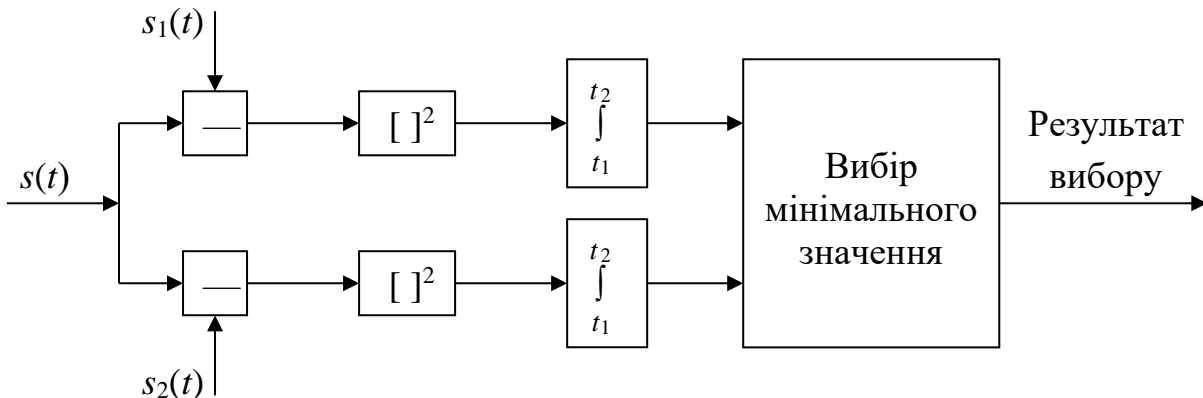 s₁(t)
— [ ]² t₂ ∫ t₁
s(t)
Вибір
мінімального
значення
Результат
вибору
— [ ]² t₂ ∫ t₁
s₂(t)